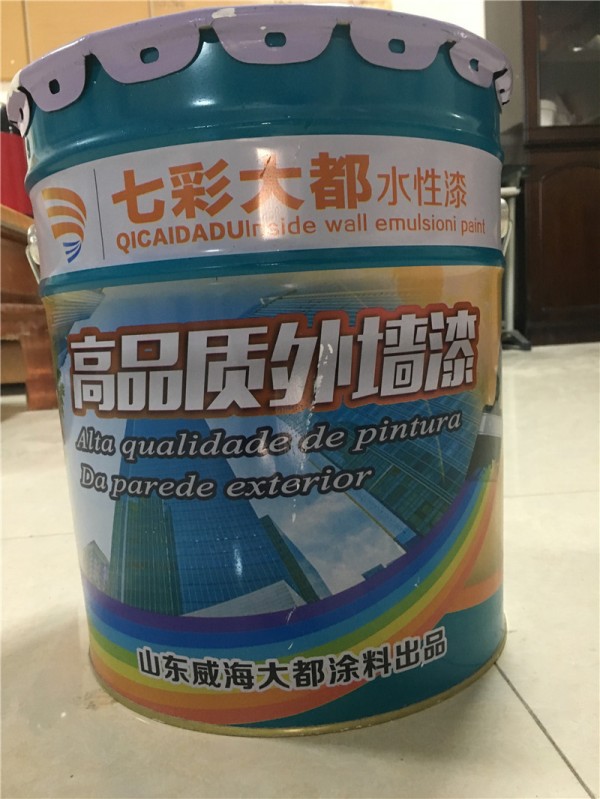 七彩大都水性漆
QICAIDADUInside wall emulsioni paint
高品质外墙漆
Alta qualidade de pintura
Da parede exterior
山东威海大都涂料出品